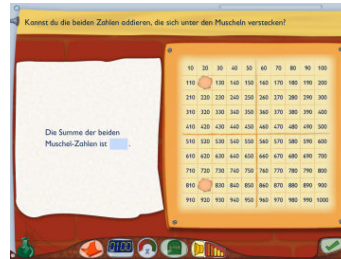 Kannst du die beiden Zahlen addieren, die sich unter den Muscheln verstecken?
Die Summe der beiden
Muschel-Zahlen ist .
10 20 30 40 50 60 70 80 90 100
110 130 140 150 160 170 180 190 200
210 220 230 240 250 260 270 280 290 300
310 320 330 340 350 360 370 380 390 400
410 420 430 440 450 460 470 480 490 500
510 520 530 540 550 560 570 580 590 600
610 620 630 640 650 660 670 680 690 700
710 720 730 740 750 760 770 780 790 800
810 830 840 850 860 870 880 890 900
910 920 930 940 950 960 970 980 990 1000
0100